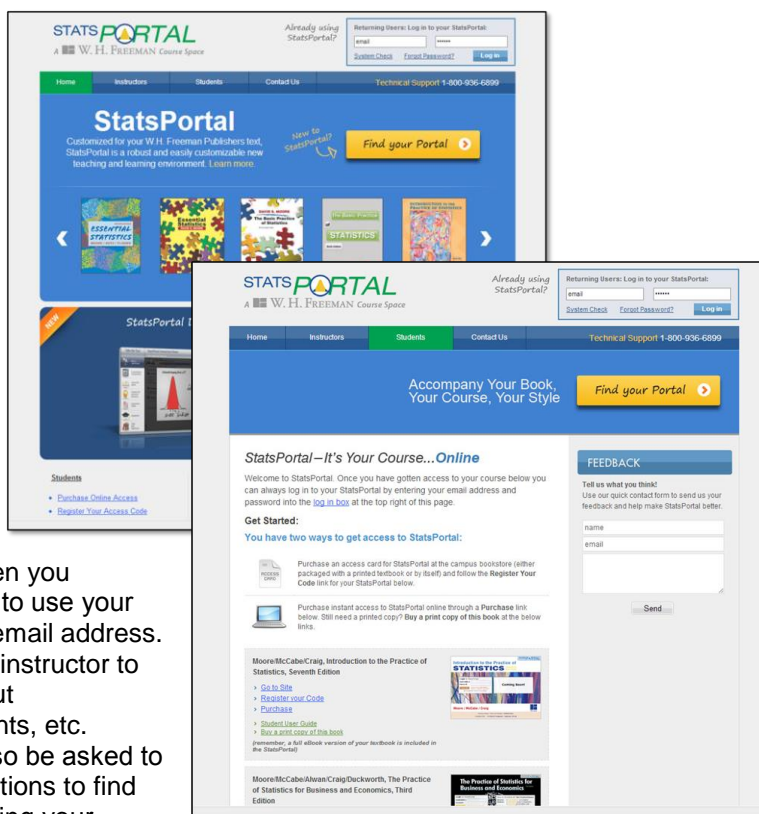 STATS PORTAL
A W. H. FREEMAN Course Space
Already using
StatsPortal?
Returning Users: Log in to your StatsPortal:
email ••••••
System Check Forgot Password? Log in
Home Instructors Students Contact Us Technical Support 1-800-936-6899
StatsPortal
Customized for your W.H. Freeman Publishers text,
StatsPortal is a robust and easily customizable new
teaching and learning environment. Learn more.
New to
StatsPortal?
Find your Portal
ESSENTIAL
STATISTICS
Essential
Statistics
DAVID S. MOORE
The Basic Practice
of Statistics
The Basic Practice
STATISTICS
INTRODUCTION to the
PRACTICE OF STATISTICS
NEW
StatsPortal
Students
Purchase Online Access
Register Your Access Code
STATS PORTAL
A W. H. FREEMAN Course Space
Already using
StatsPortal?
Returning Users: Log in to your StatsPortal:
email ••••••
System Check Forgot Password? Log in
Home Instructors Students Contact Us Technical Support 1-800-936-6899
Accompany Your Book,
Your Course, Your Style
Find your Portal
StatsPortal–It's Your Course...Online
Welcome to StatsPortal. Once you have gotten access to your course below you
can always log in to your StatsPortal by entering your email address and
password into the log in box at the top right of this page.
Get Started:
You have two ways to get access to StatsPortal:
ACCESS
CARD
Purchase an access card for StatsPortal at the campus bookstore (either
packaged with a printed textbook or by itself) and follow the Register Your
Code link for your StatsPortal below.
Purchase instant access to StatsPortal online through a Purchase link
below. Still need a printed copy? Buy a print copy of this book at the below
links.
Moore/McCabe/Craig, Introduction to the Practice of
Statistics, Seventh Edition
Go to Site
Register your Code
Purchase
Student User Guide
Buy a print copy of this book
(remember, a full eBook version of your textbook is included in
the StatsPortal)
STATISTICS
Coming Soon!
Moore/McCabe/Alwan/Craig/Duckworth, The Practice
of Statistics for Business and Economics, Third
Edition
The Practice of Statistics for
Business and Economics
FEEDBACK
Tell us what you think!
Use our quick contact form to send us your
feedback and help make StatsPortal better.
name
email
Send
en you
to use your
email address.
instructor to
ut
nts, etc.
so be asked to
tions to find
ing your